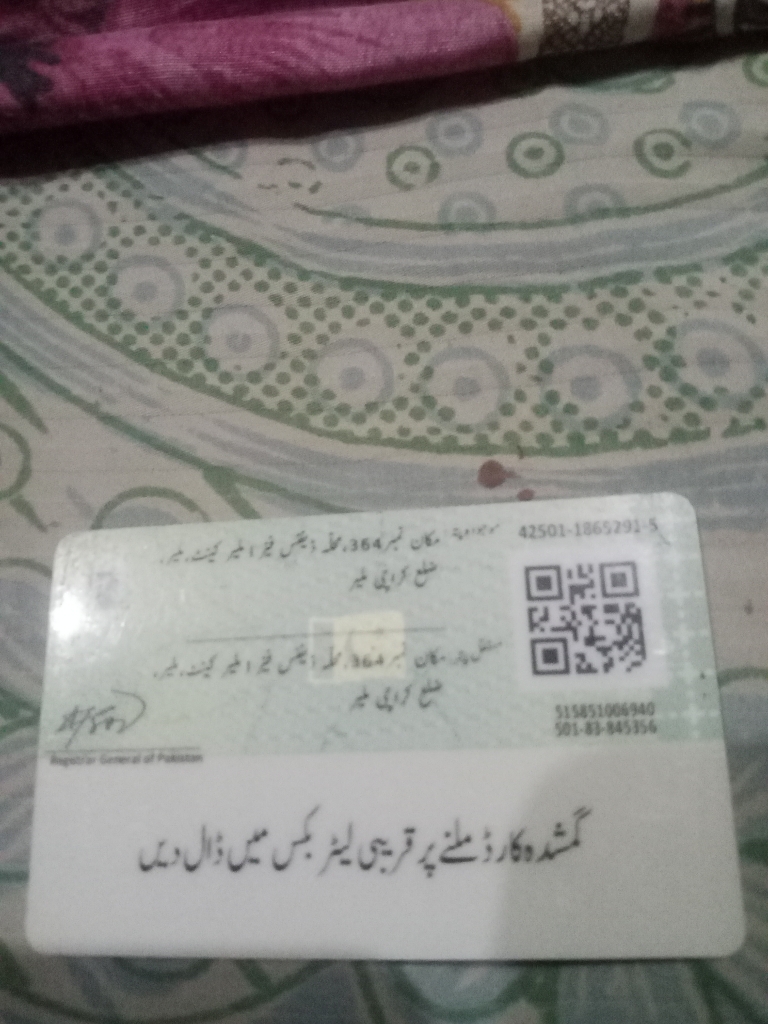 موجودہ پتہ: مکان نمبر 364، محلہ ڈیفنس فیز 1 ملیر کینٹ، ملیر،
ضلع کراچی ملیر
42501-1865291-5
مستقل پتہ: مکان نمبر 364، محلہ ڈیفنس فیز 1 ملیر کینٹ، ملیر،
ضلع کراچی ملیر
515851006940
501-83-845356
Registrar General of Pakistan
گمشدہ کارڈ ملنے پر قریبی لیٹر بکس میں ڈال دیں